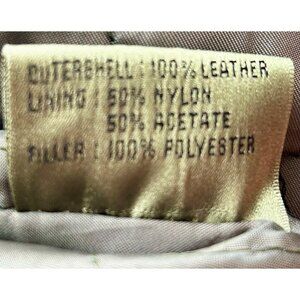 OUTERSHELL : 100% LEATHER
LINING : 50% NYLON
50% ACETATE
FILLER : 100% POLYESTER